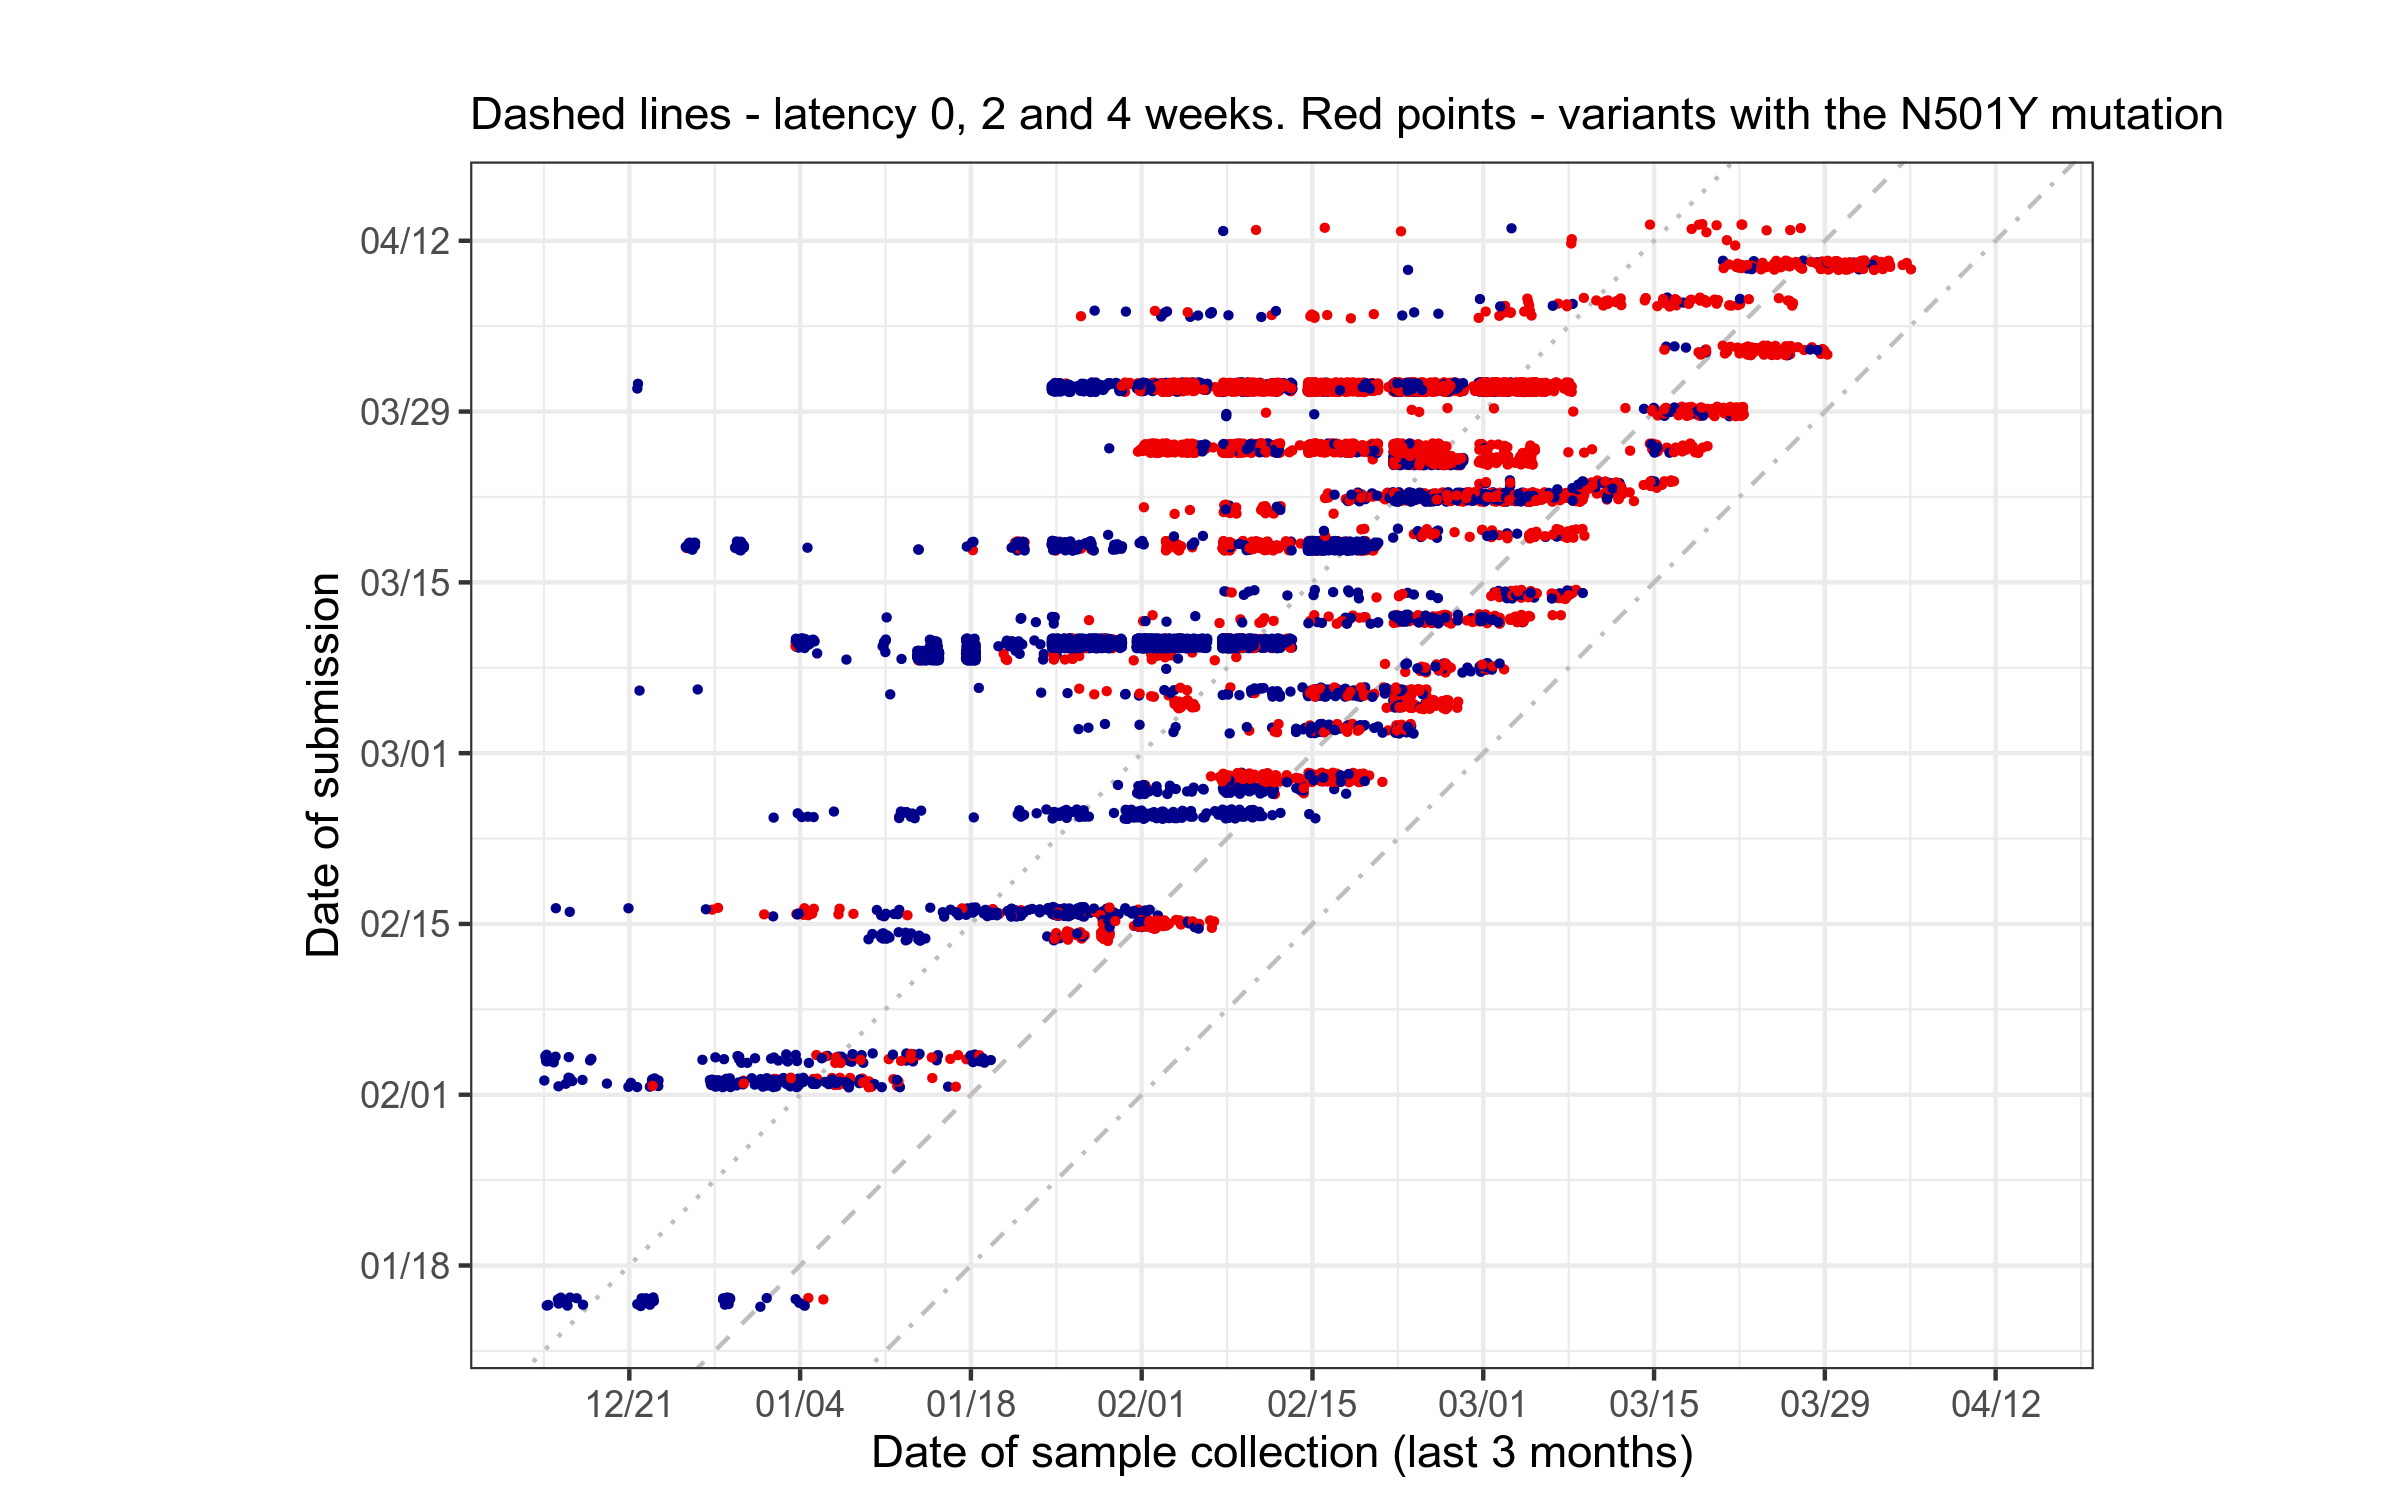 Dashed lines - latency 0, 2 and 4 weeks. Red points - variants with the N501Y mutation
Date of submission
04/12
03/29
03/15
03/01
02/15
02/01
01/18
12/21 01/04 01/18 02/01 02/15 03/01 03/15 03/29 04/12
Date of sample collection (last 3 months)